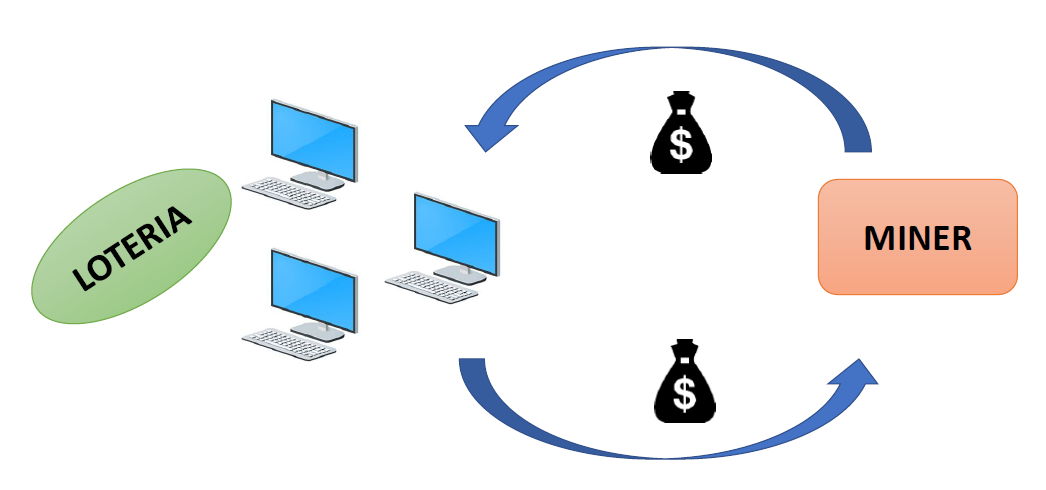 LOTERIA
$
MINER
$